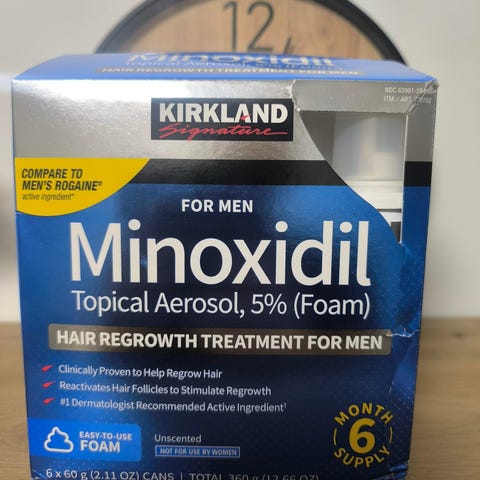 12
Minoxidil
HAIR REGROWTH TREATMENT FOR MEN
KIRKLAND
Signature
COMPARE TO
MEN'S ROGAINE®
active ingredient*
FOR MEN
Minoxidil
Topical Aerosol, 5% (Foam)
HAIR REGROWTH TREATMENT FOR MEN
Clinically Proven to Help Regrow Hair
Reactivates Hair Follicles to Stimulate Regrowth
#1 Dermatologist Recommended Active Ingredient†
EASY-TO-USE
FOAM
Unscented
NOT FOR USE BY WOMEN
6 MONTH SUPPLY
6 x 60 g (2.11 OZ) CANS | TOTAL 360 g (12.66 OZ)